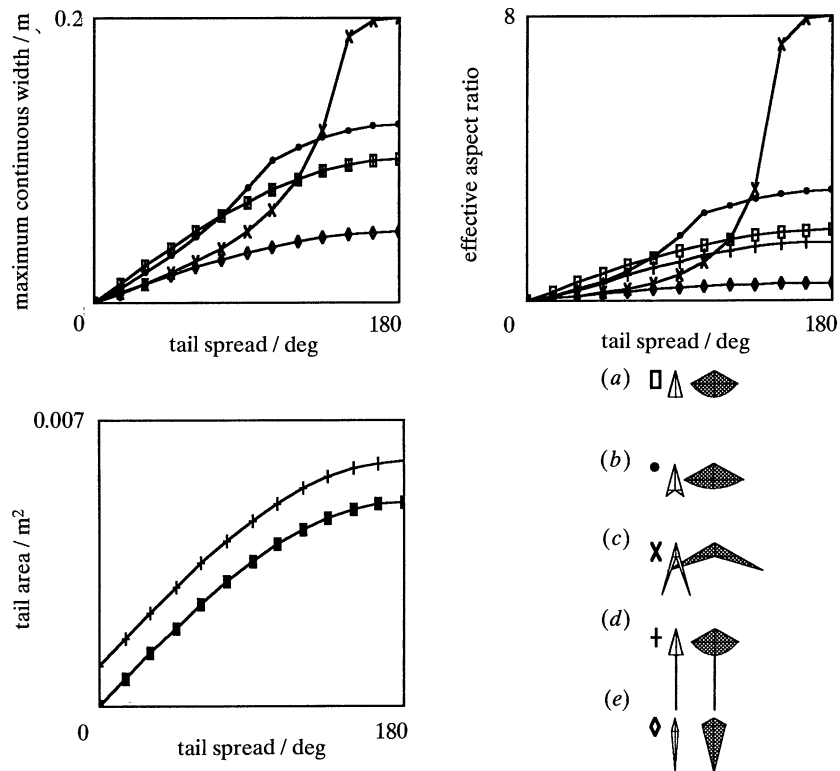 0.2
maximum continuous width / m
0
180
tail spread / deg
8
effective aspect ratio
0
180
tail spread / deg
0.007
tail area / m²
0
180
tail spread / deg
(a)
(b)
(c)
(d)
(e)